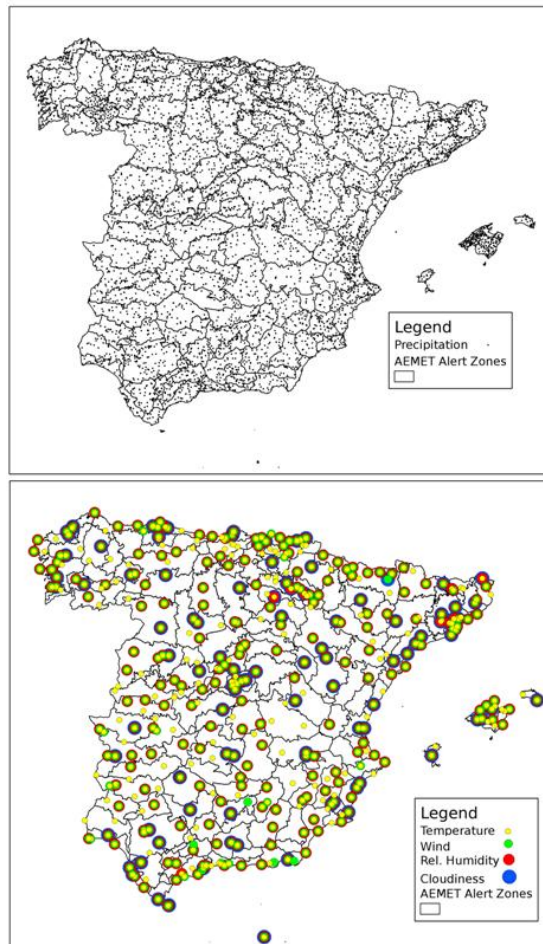 Legend
Precipitation
AEMET Alert Zones
Legend
Temperature
Wind
Rel. Humidity
Cloudiness
AEMET Alert Zones